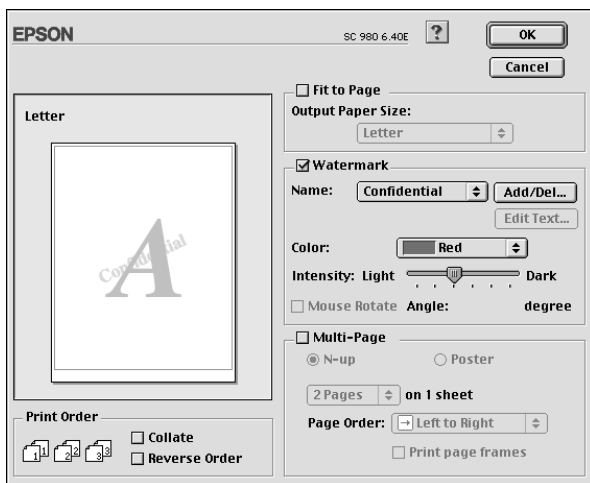 EPSON
SC 980 6.40E
?
OK
Cancel
Letter
Confidential
A
Print Order
1 1 2 2 3 3
Collate
Reverse Order
Fit to Page
Output Paper Size:
Letter
Watermark
Name: Confidential Add/Del...
Edit Text...
Color: Red
Intensity: Light Dark
Mouse Rotate Angle: degree
Multi-Page
N-up Poster
2 Pages on 1 sheet
Page Order: Left to Right
Print page frames